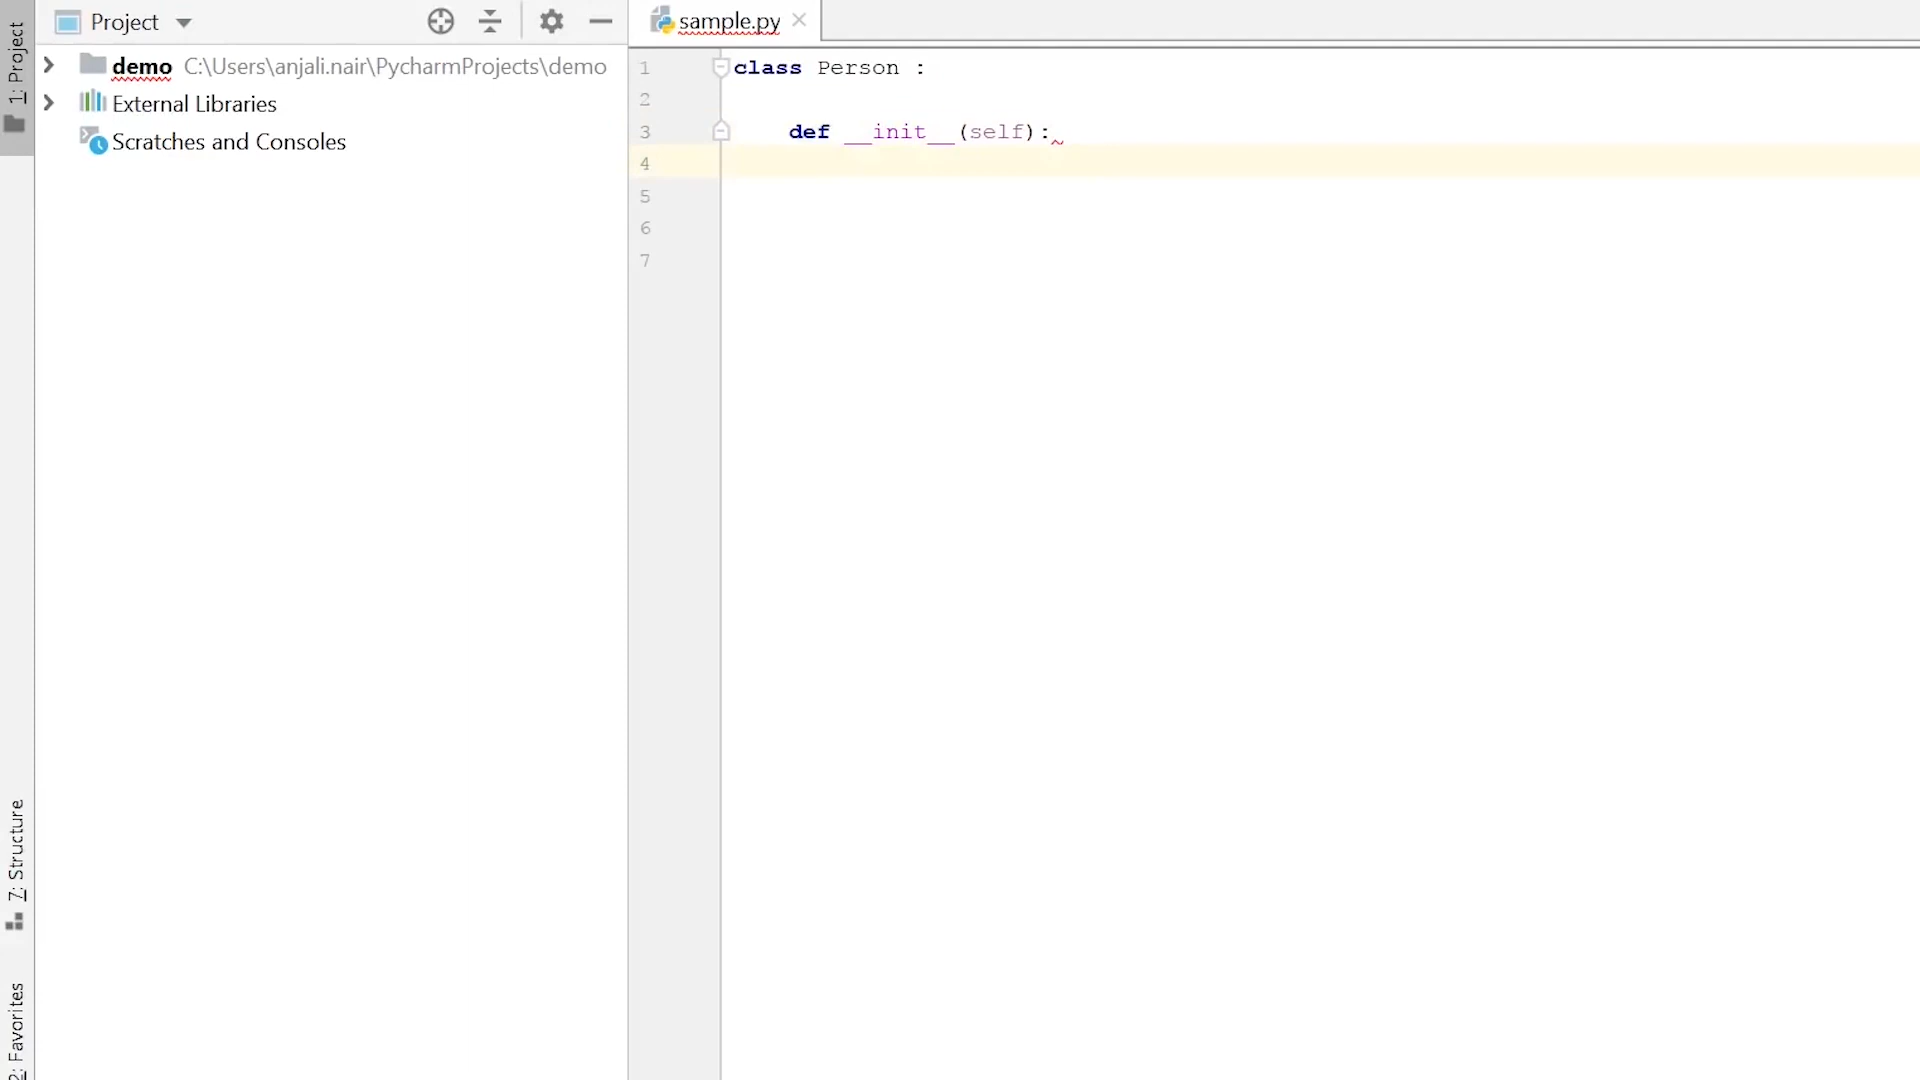 Project
sample.py
1: Project
demo C:\Users\anjali.nair\PycharmProjects\demo
External Libraries
Scratches and Consoles
1 class Person :
2
3     def __init__(self):
4
5
6
7
7: Structure
2: Favorites